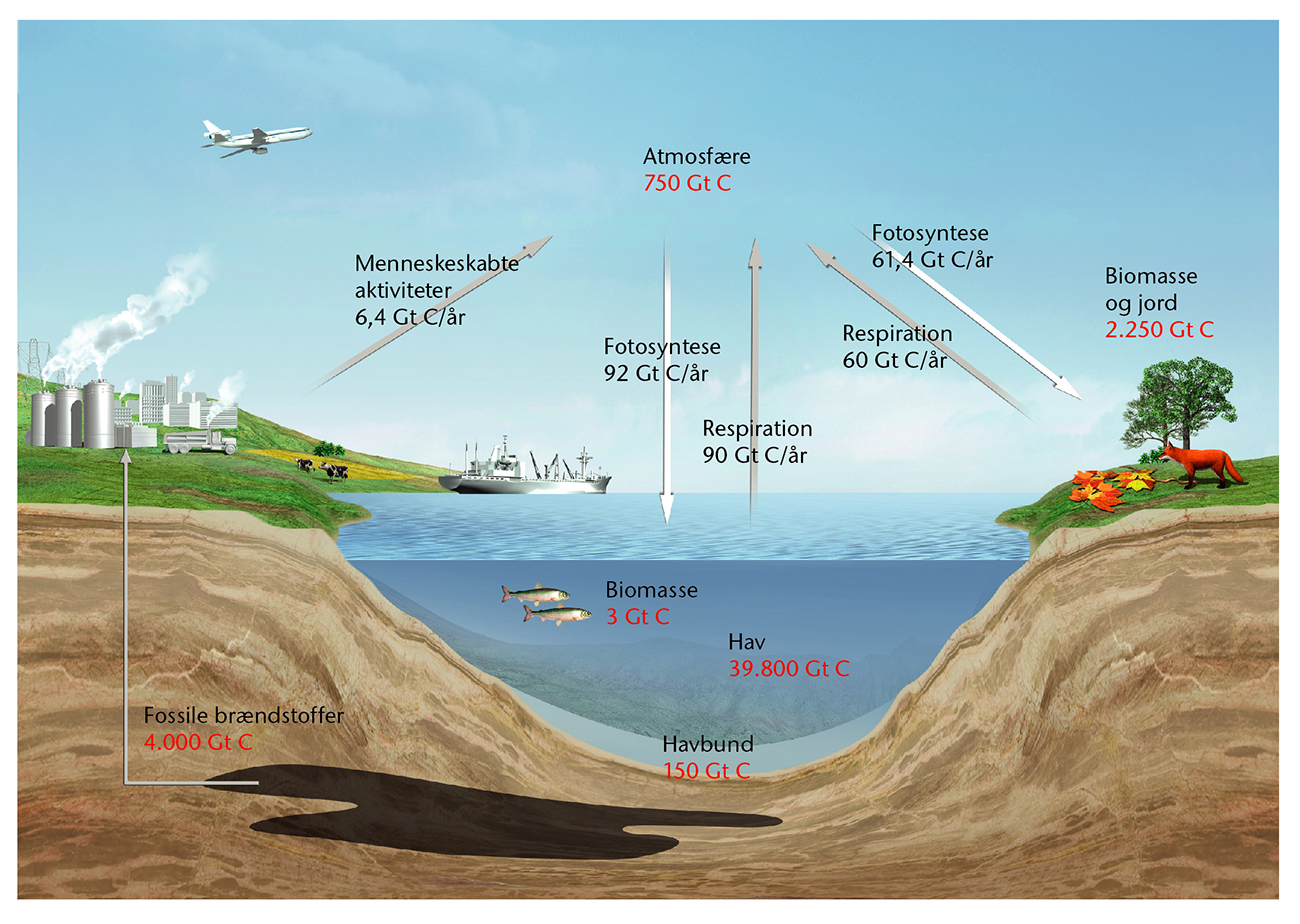 Atmosfære
750 Gt C
Menneskeskabte
aktiviteter
6,4 Gt C/år
Fotosyntese
92 Gt C/år
Respiration
90 Gt C/år
Fotosyntese
61,4 Gt C/år
Respiration
60 Gt C/år
Biomasse
og jord
2.250 Gt C
Biomasse
3 Gt C
Hav
39.800 Gt C
Havbund
150 Gt C
Fossile brændstoffer
4.000 Gt C